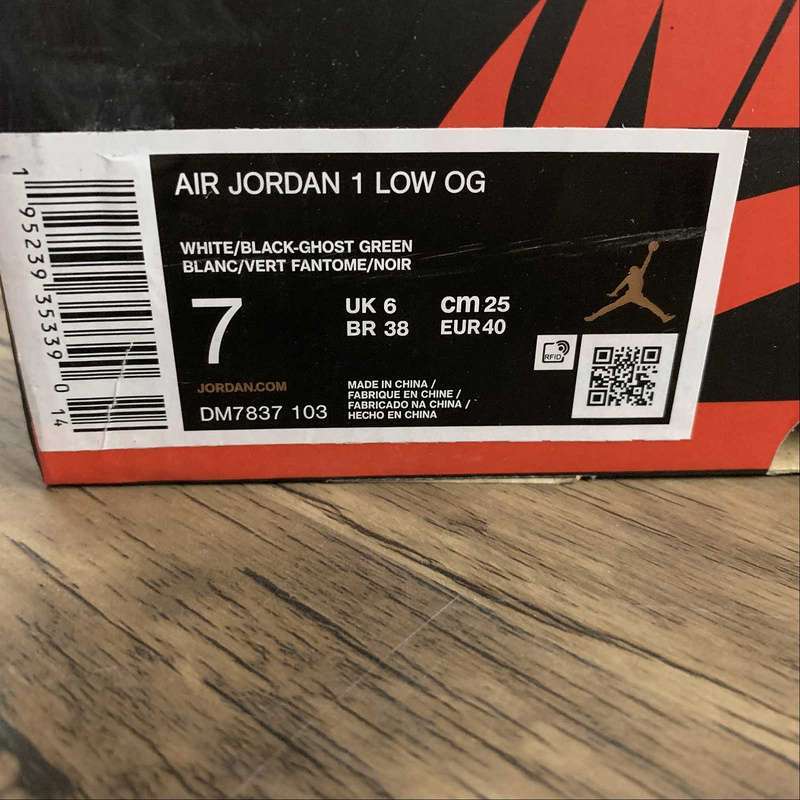 AIR JORDAN 1 LOW OG
WHITE/BLACK-GHOST GREEN
BLANC/VERT FANTOME/NOIR
7
UK 6 cm 25
BR 38 EUR 40
RFID
JORDAN.COM
DM7837 103
MADE IN CHINA /
FABRIQUE EN CHINE /
FABRICADO NA CHINA /
HECHO EN CHINA
1 95239 35339 0 14